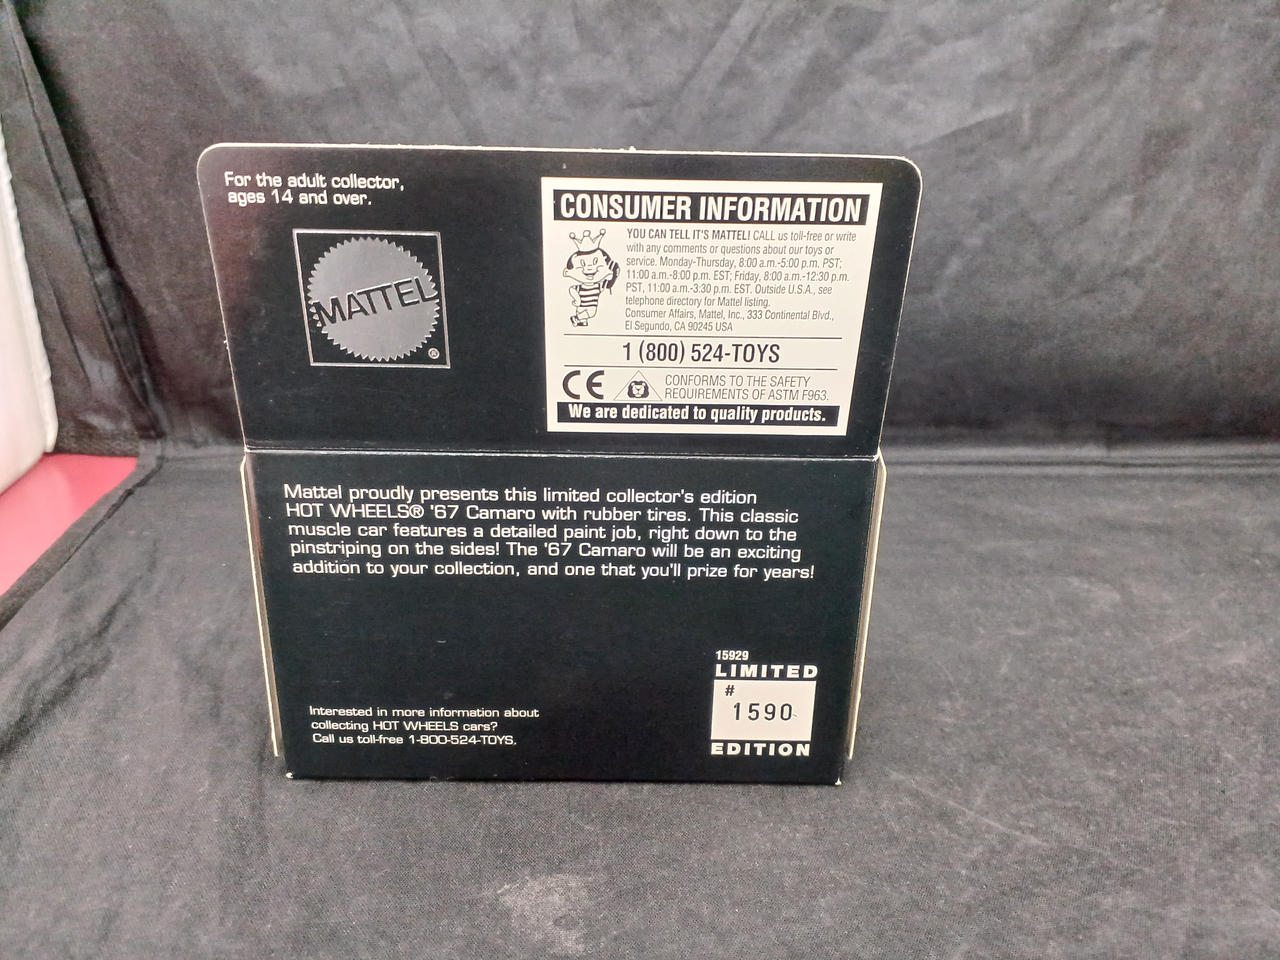 For the adult collector,
ages 14 and over.
MATTEL
®
CONSUMER INFORMATION
YOU CAN TELL IT'S MATTEL! CALL us toll-free or write
with any comments or questions about our toys or
service. Monday-Thursday, 8:00 a.m.-5:00 p.m. PST;
11:00 a.m.-8:00 p.m. EST; Friday, 8:00 a.m.-12:30 p.m.
PST, 11:00 a.m.-3:30 p.m. EST. Outside U.S.A., see
telephone directory for Mattel listing.
Consumer Affairs, Mattel, Inc., 333 Continental Blvd.,
El Segundo, CA 90245 USA
1 (800) 524-TOYS
CE
CONFORMS TO THE SAFETY
REQUIREMENTS OF ASTM F963.
We are dedicated to quality products.
Mattel proudly presents this limited collector's edition
HOT WHEELS® '67 Camaro with rubber tires. This classic
muscle car features a detailed paint job, right down to the
pinstriping on the sides! The '67 Camaro will be an exciting
addition to your collection, and one that you'll prize for years!
15929
LIMITED
#
1590
EDITION
Interested in more information about
collecting HOT WHEELS cars?
Call us toll-free 1-800-524-TOYS.